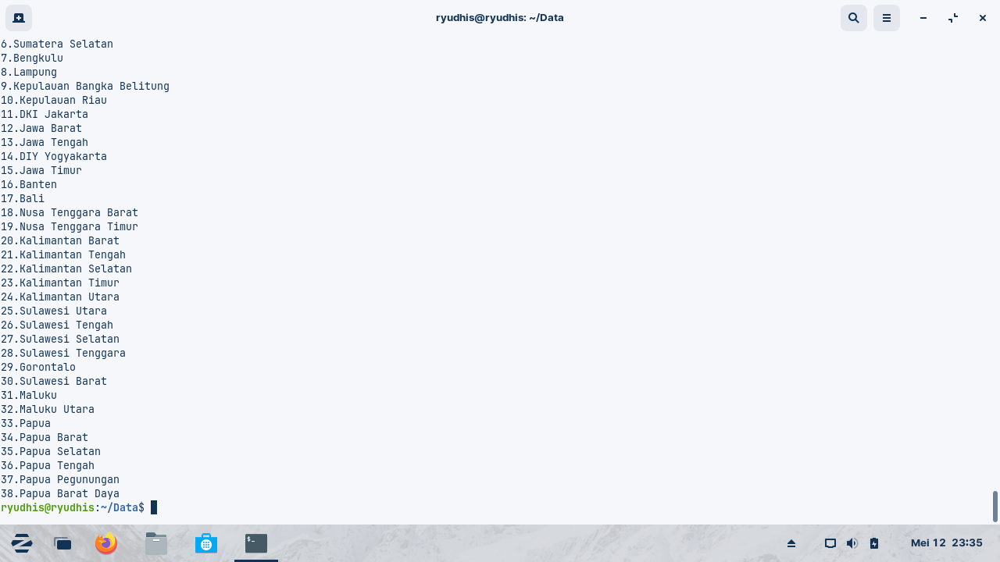 ryudhis@ryudhis: ~/Data
6.Sumatera Selatan
7.Bengkulu
8.Lampung
9.Kepulauan Bangka Belitung
10.Kepulauan Riau
11.DKI Jakarta
12.Jawa Barat
13.Jawa Tengah
14.DIY Yogyakarta
15.Jawa Timur
16.Banten
17.Bali
18.Nusa Tenggara Barat
19.Nusa Tenggara Timur
20.Kalimantan Barat
21.Kalimantan Tengah
22.Kalimantan Selatan
23.Kalimantan Timur
24.Kalimantan Utara
25.Sulawesi Utara
26.Sulawesi Tengah
27.Sulawesi Selatan
28.Sulawesi Tenggara
29.Gorontalo
30.Sulawesi Barat
31.Maluku
32.Maluku Utara
33.Papua
34.Papua Barat
35.Papua Selatan
36.Papua Tengah
37.Papua Pegunungan
38.Papua Barat Daya
ryudhis@ryudhis:~/Data$
$_
Mei 12 23:35